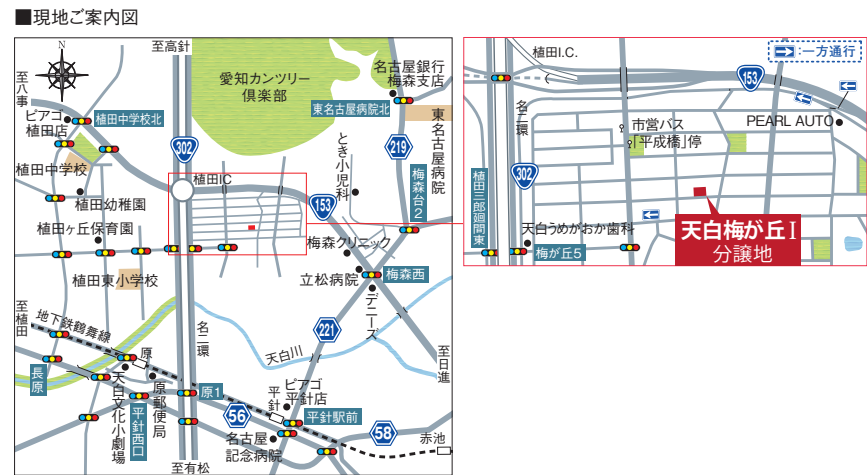 ■現地ご案内図
N
至高針
至八事
ピアゴ
植田店
植田中学校北
愛知カンツリー
倶楽部
名古屋銀行
梅森支店
東名古屋病院北
東名古屋病院
302
219
とき小児科
植田中学校
植田幼稚園
植田IC
153
梅森台2
植田ヶ丘保育園
梅森クリニック
植田東小学校
立松病院
梅森西
デニーズ
至植田
地下鉄鶴舞線
名二環
221
天白川
至日進
長原
原
原1
天白文化小劇場
平針西口
原郵便局
56
平針
ピアゴ
平針店
平針駅前
名古屋
記念病院
58
赤池
至有松
植田I.C.
:一方通行
153
名二環
市営バス
「平成橋」停
PEARL AUTO
302
植田三郎廻間東
天白うめがおか歯科
梅が丘5
天白梅が丘I
分譲地